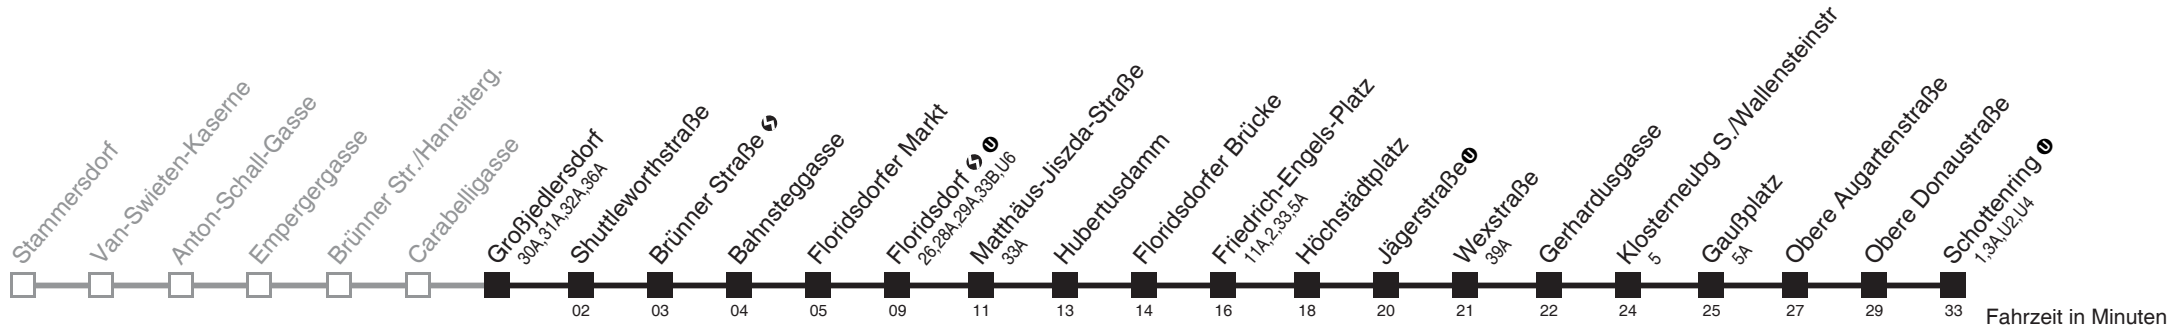 Stammersdorf
Van-Swieten-Kaserne
Anton-Schall-Gasse
Empergergasse
Brünner Str./Hanreiterg.
Carabelligasse
Großjedlersdorf
30A,31A,32A,36A
Shuttleworthstraße
Brünner Straße
Bahnsteggasse
Floridsdorfer Markt
Floridsdorf U
26,28A,29A,33B,U6
Matthäus-Jiszda-Straße
33A
Hubertusdamm
Floridsdorfer Brücke
Friedrich-Engels-Platz
11A,2,33,5A
Höchstädtplatz
Jägerstraße U
Wexstraße
39A
Gerhardusgasse
Klosterneubg S./Wallensteinstr
5
Gaußplatz
5A
Obere Augartenstraße
Obere Donaustraße
Schottenring U
1,3A,U2,U4
02 03 04 05 09 11 13 14 16 18 20 21 22 24 25 27 29 33 Fahrzeit in Minuten